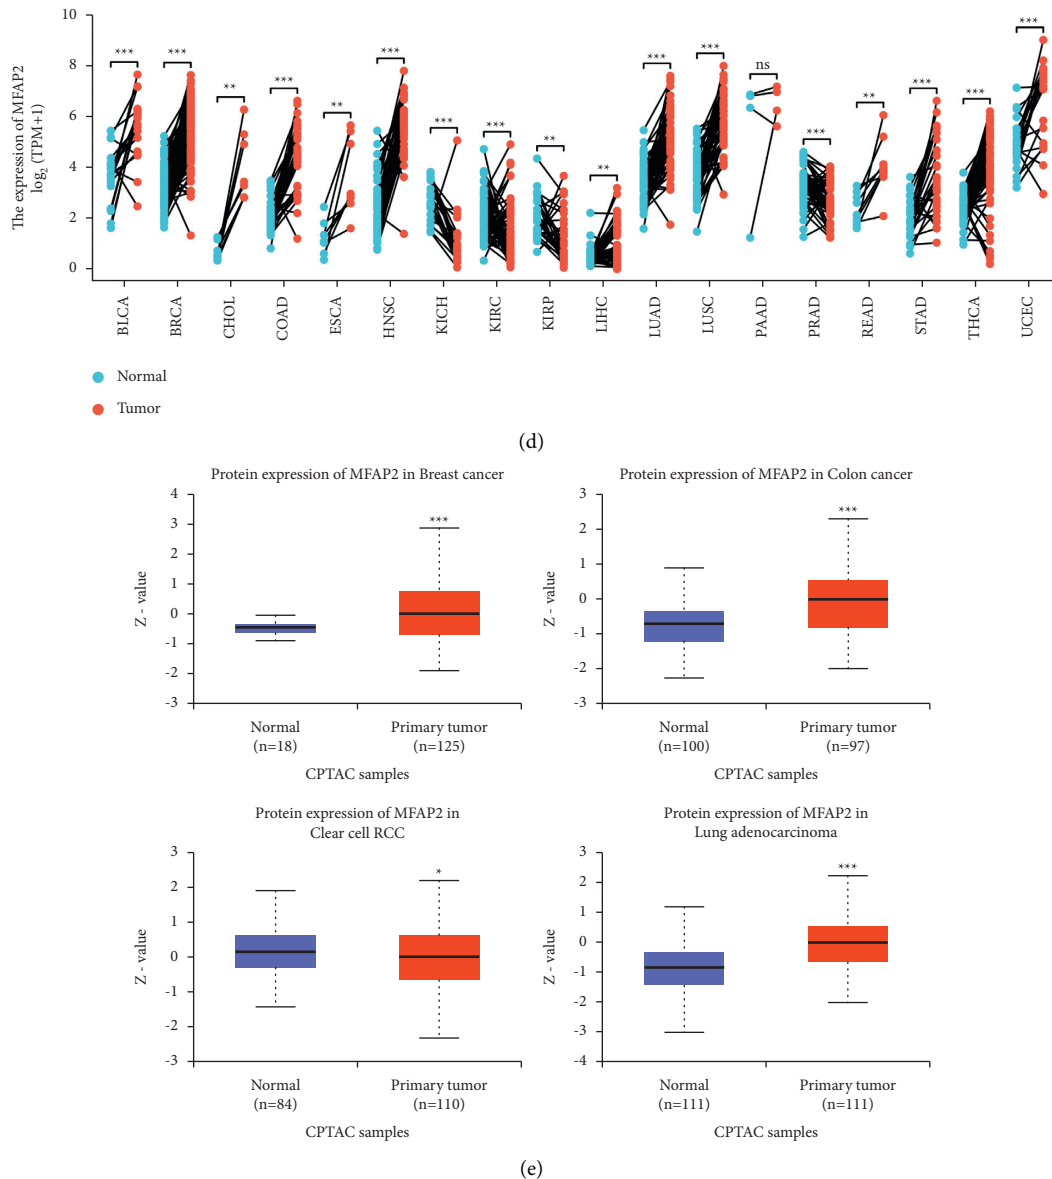 The expression of MFAP2
log2 (TPM+1)
10
8
6
4
2
0
***
***
**
***
**
***
***
***
**
**
***
***
ns
***
**
***
***
***
BLCA
BRCA
CHOL
COAD
ESCA
HNSC
KICH
KIRC
KIRP
LIHC
LUAD
LUSC
PAAD
PRAD
READ
STAD
THCA
UCEC
Normal
Tumor
(d)
Protein expression of MFAP2 in Breast cancer
Z - value
4
3
2
1
0
-1
-2
-3
***
Normal
(n=18)
Primary tumor
(n=125)
CPTAC samples
Protein expression of MFAP2 in Colon cancer
Z - value
3
2
1
0
-1
-2
-3
***
Normal
(n=100)
Primary tumor
(n=97)
CPTAC samples
Protein expression of MFAP2 in
Clear cell RCC
Z - value
3
2
1
0
-1
-2
-3
*
Normal
(n=84)
Primary tumor
(n=110)
CPTAC samples
Protein expression of MFAP2 in
Lung adenocarcinoma
Z - value
3
2
1
0
-1
-2
-3
-4
***
Normal
(n=111)
Primary tumor
(n=111)
CPTAC samples
(e)